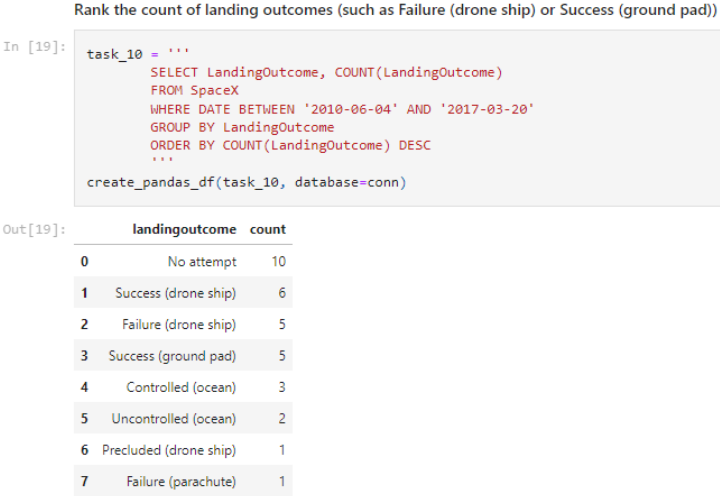 Rank the count of landing outcomes (such as Failure (drone ship) or Success (ground pad))
In [19]:
task_10 = '''
SELECT LandingOutcome, COUNT(LandingOutcome)
FROM SpaceX
WHERE DATE BETWEEN '2010-06-04' AND '2017-03-20'
GROUP BY LandingOutcome
ORDER BY COUNT(LandingOutcome) DESC
'''
create_pandas_df(task_10, database=conn)
Out[19]:
landingoutcome count
0 No attempt 10
1 Success (drone ship) 6
2 Failure (drone ship) 5
3 Success (ground pad) 5
4 Controlled (ocean) 3
5 Uncontrolled (ocean) 2
6 Precluded (drone ship) 1
7 Failure (parachute) 1